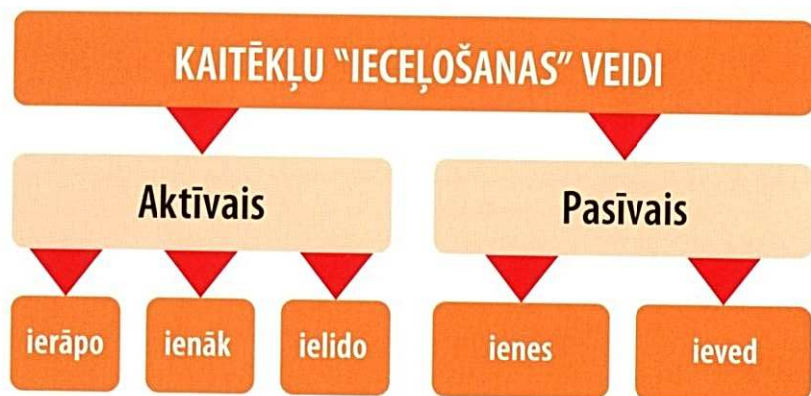 KAITĒKĻU "IECEĻOŠANAS" VEIDI
Aktīvais
Pasīvais
ierāpo
ienāk
ielido
ienes
ieved